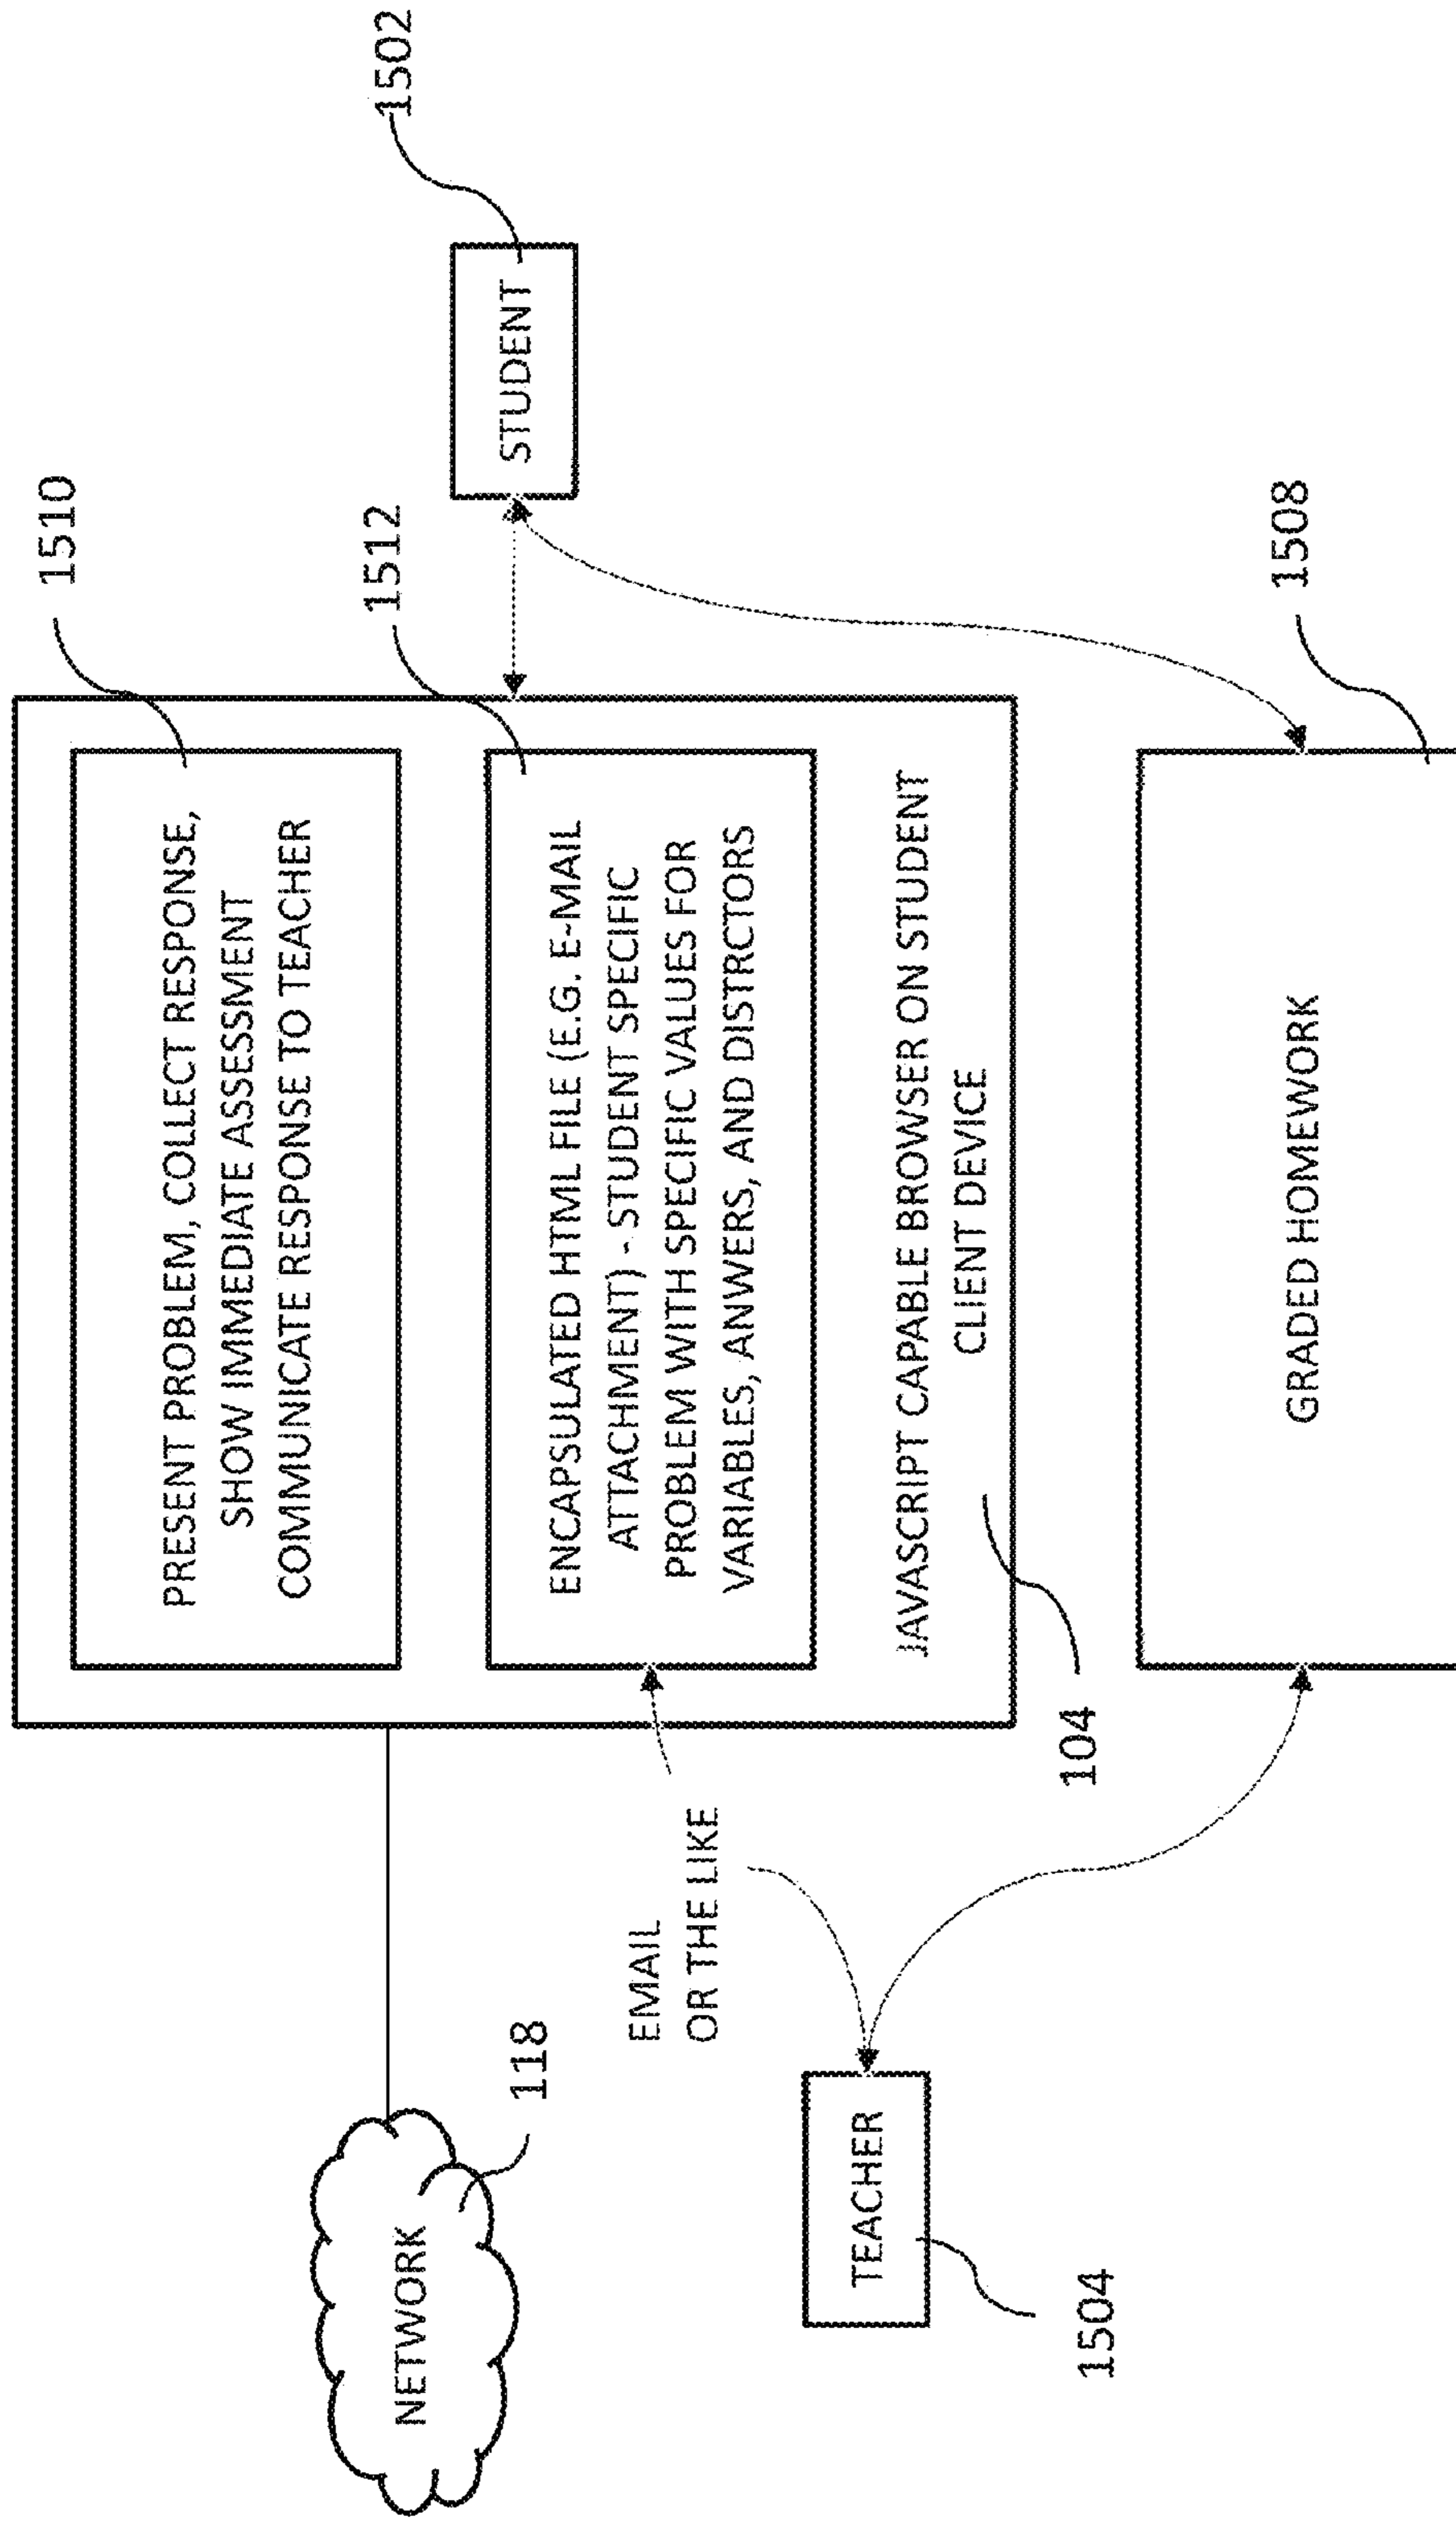 1510
PRESENT PROBLEM, COLLECT RESPONSE,
SHOW IMMEDIATE ASSESSMENT
COMMUNICATE RESPONSE TO TEACHER
1512
ENCAPSULATED HTML FILE (E.G. E-MAIL
ATTACHMENT) - STUDENT SPECIFIC
PROBLEM WITH SPECIFIC VALUES FOR
VARIABLES, ANWERS, AND DISTRCTORS
JAVASCRIPT CAPABLE BROWSER ON STUDENT
CLIENT DEVICE
104
NETWORK
118
EMAIL
OR THE LIKE
STUDENT
1502
TEACHER
1504
GRADED HOMEWORK
1508